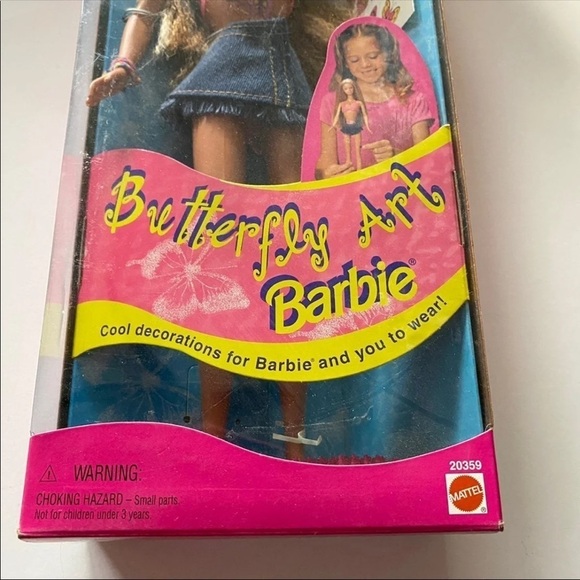 Butterfly Art
Barbie®
Cool decorations for Barbie® and you to wear!
20359
⚠ WARNING:
CHOKING HAZARD – Small parts.
Not for children under 3 years.
MATTEL
®